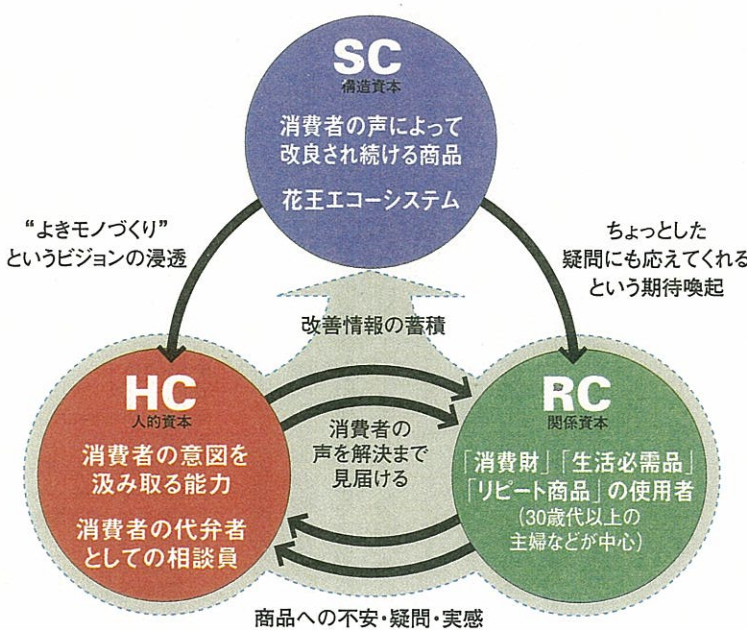 SC
構造資本
消費者の声によって
改良され続ける商品
花王エコーシステム
“よきモノづくり”
というビジョンの浸透
ちょっとした
疑問にも応えてくれる
という期待喚起
改善情報の蓄積
HC
人的資本
消費者の意図を
汲み取る能力
消費者の代弁者
としての相談員
消費者の
声を解決まで
見届ける
RC
関係資本
「消費財」「生活必需品」
「リピート商品」の使用者
(30歳代以上の
主婦などが中心)
商品への不安・疑問・実感